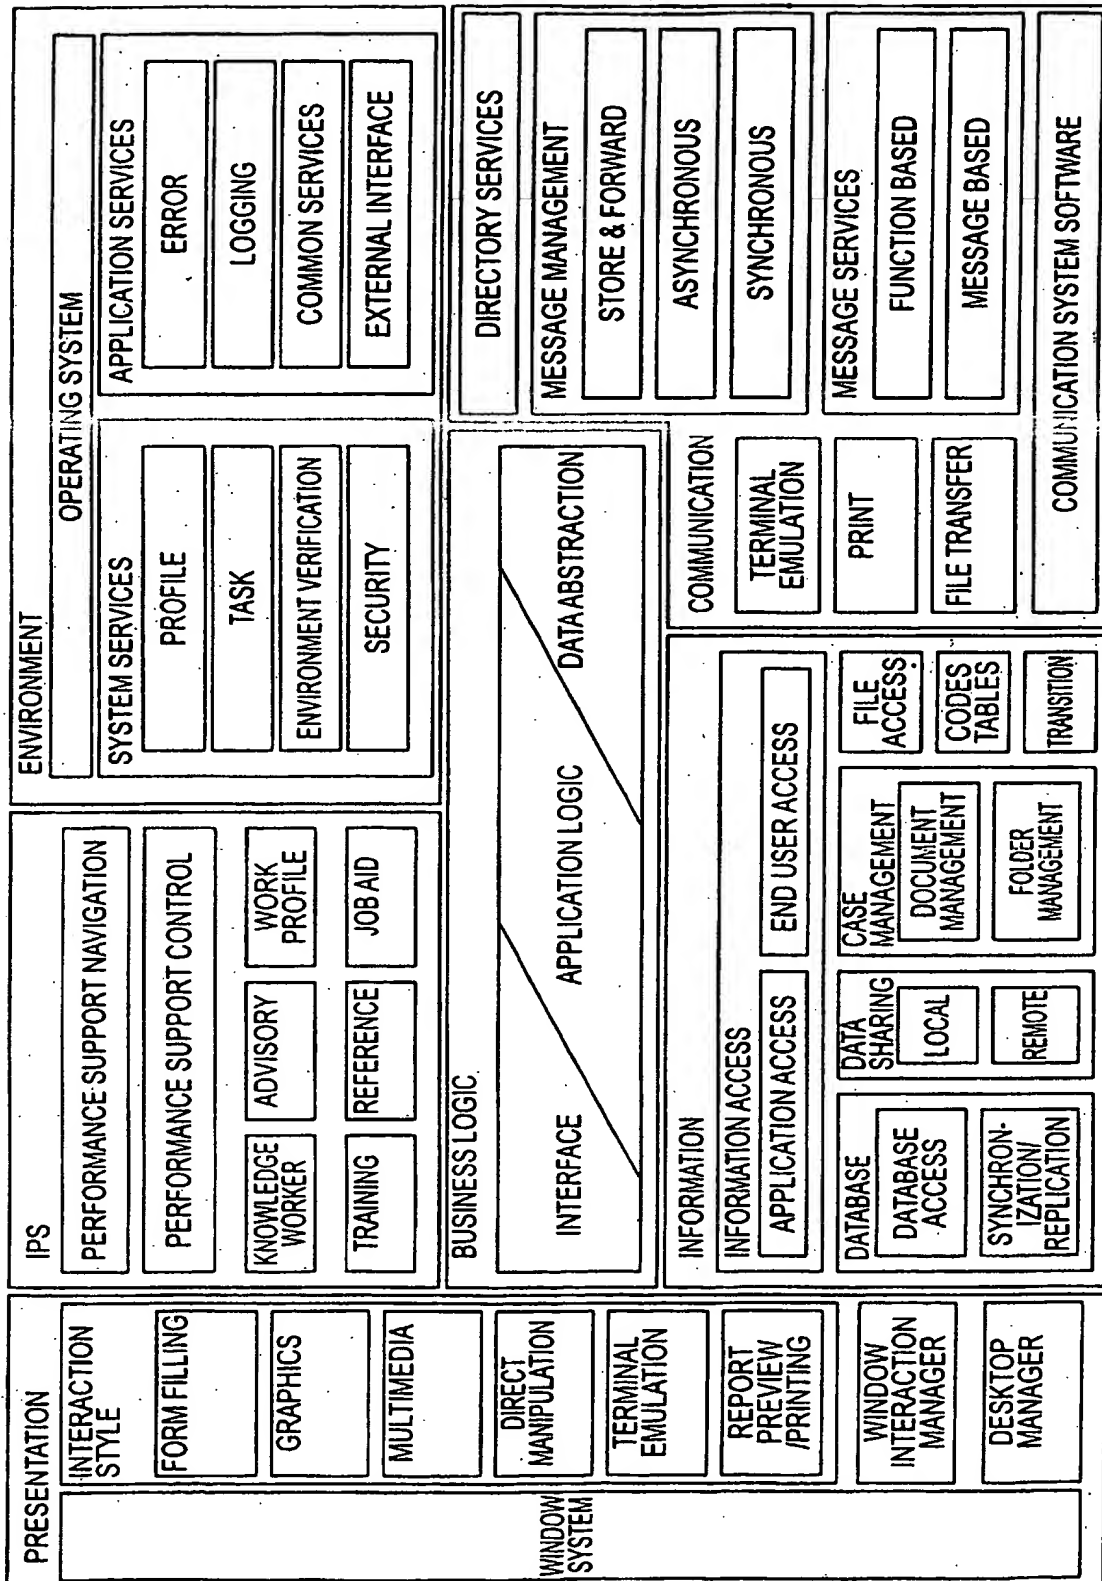 PRESENTATION
WINDOW
SYSTEM
INTERACTION
STYLE
FORM FILLING
GRAPHICS
MULTIMEDIA
DIRECT
MANIPULATION
TERMINAL
EMULATION
REPORT
PREVIEW
/PRINTING
WINDOW
INTERACTION
MANAGER
DESKTOP
MANAGER
IPS
PERFORMANCE SUPPORT NAVIGATION
PERFORMANCE SUPPORT CONTROL
KNOWLEDGE
WORKER
ADVISORY
WORK
PROFILE
TRAINING
REFERENCE
JOB AID
ENVIRONMENT
OPERATING SYSTEM
SYSTEM SERVICES
PROFILE
TASK
ENVIRONMENT VERIFICATION
SECURITY
APPLICATION SERVICES
ERROR
LOGGING
COMMON SERVICES
EXTERNAL INTERFACE
BUSINESS LOGIC
INTERFACE
APPLICATION LOGIC
DATA ABSTRACTION
INFORMATION
INFORMATION ACCESS
APPLICATION ACCESS
END USER ACCESS
DATABASE
DATABASE
ACCESS
SYNCHRON-
IZATION/
REPLICATION
DATA
SHARING
LOCAL
REMOTE
CASE
MANAGEMENT
DOCUMENT
MANAGEMENT
FOLDER
MANAGEMENT
FILE
ACCESS
CODES
TABLES
TRANSITION
COMMUNICATION
TERMINAL
EMULATION
PRINT
FILE TRANSFER
DIRECTORY SERVICES
MESSAGE MANAGEMENT
STORE & FORWARD
ASYNCHRONOUS
SYNCHRONOUS
MESSAGE SERVICES
FUNCTION BASED
MESSAGE BASED
COMMUNICATION SYSTEM SOFTWARE